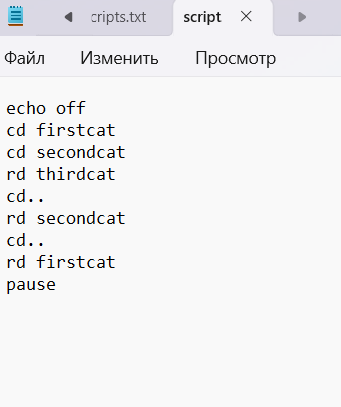 cripts.txt script
Файл Изменить Просмотр
echo off
cd firstcat
cd secondcat
rd thirdcat
cd..
rd secondcat
cd..
rd firstcat
pause